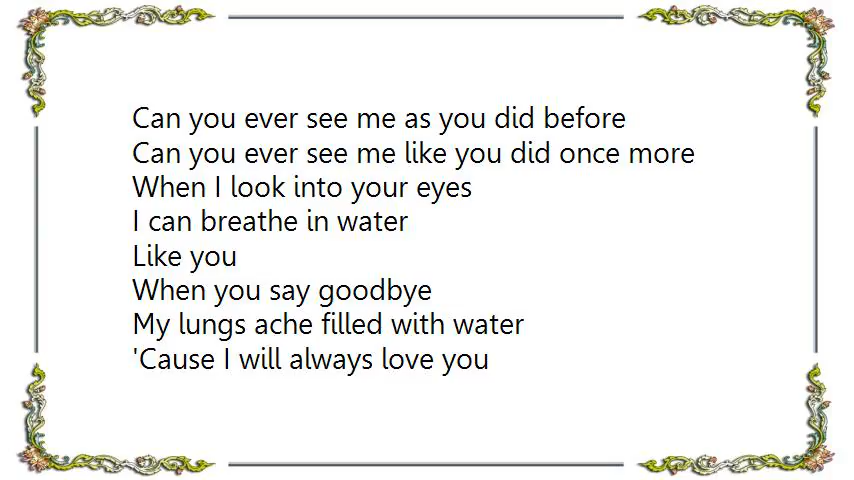 Can you ever see me as you did before
Can you ever see me like you did once more
When I look into your eyes
I can breathe in water
Like you
When you say goodbye
My lungs ache filled with water
'Cause I will always love you